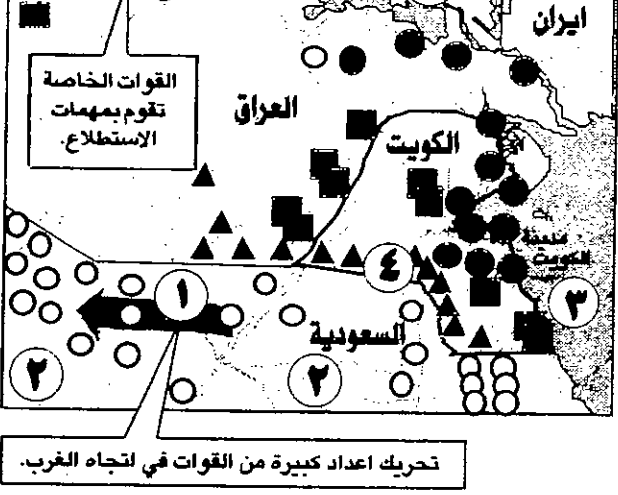 ايران
القوات الخاصة
تقوم بمهمات
الاستطلاع.
العراق
الكويت
مدينة
الكويت
٤
١
٣
السعودية
٢
٢
تحريك اعداد كبيرة من القوات في اتجاه الغرب.